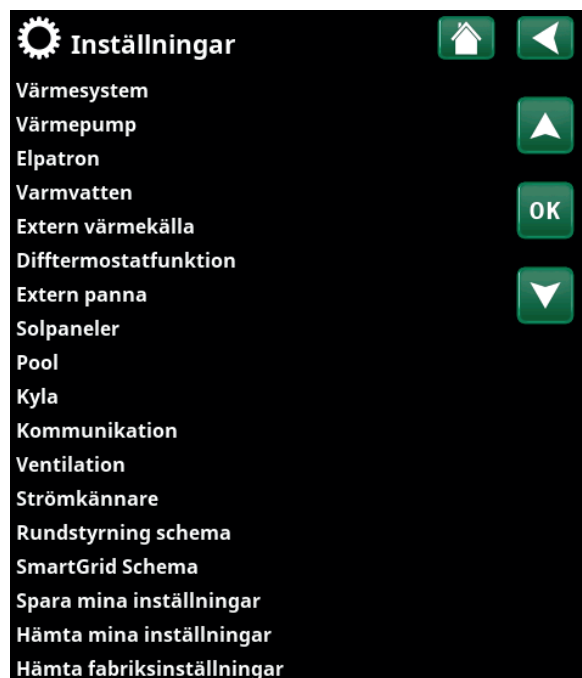 Inställningar
Värmesystem
Värmepump
Elpatron
Varmvatten
OK
Extern värmekälla
Difftermostatfunktion
Extern panna
Solpaneler
Pool
Kyla
Kommunikation
Ventilation
Strömkännare
Rundstyrning schema
SmartGrid Schema
Spara mina inställningar
Hämta mina inställningar
Hämta fabriksinställningar